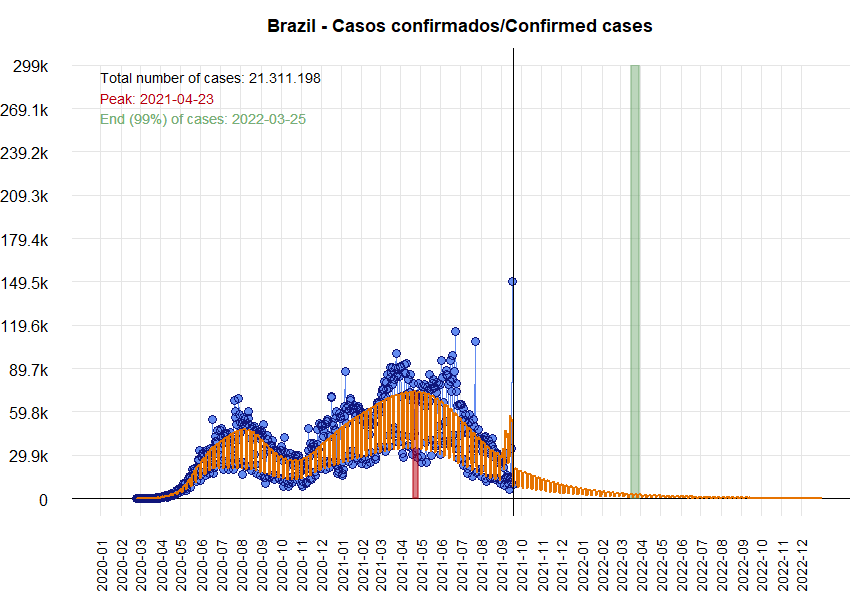 Brazil - Casos confirmados/Confirmed cases
Total number of cases: 21.311.198
Peak: 2021-04-23
End (99%) of cases: 2022-03-25
299k
269.1k
239.2k
209.3k
179.4k
149.5k
119.6k
89.7k
59.8k
29.9k
0
2020-01
2020-02
2020-03
2020-04
2020-05
2020-06
2020-07
2020-08
2020-09
2020-10
2020-11
2020-12
2021-01
2021-02
2021-03
2021-04
2021-05
2021-06
2021-07
2021-08
2021-09
2021-10
2021-11
2021-12
2022-01
2022-02
2022-03
2022-04
2022-05
2022-06
2022-07
2022-08
2022-09
2022-10
2022-11
2022-12